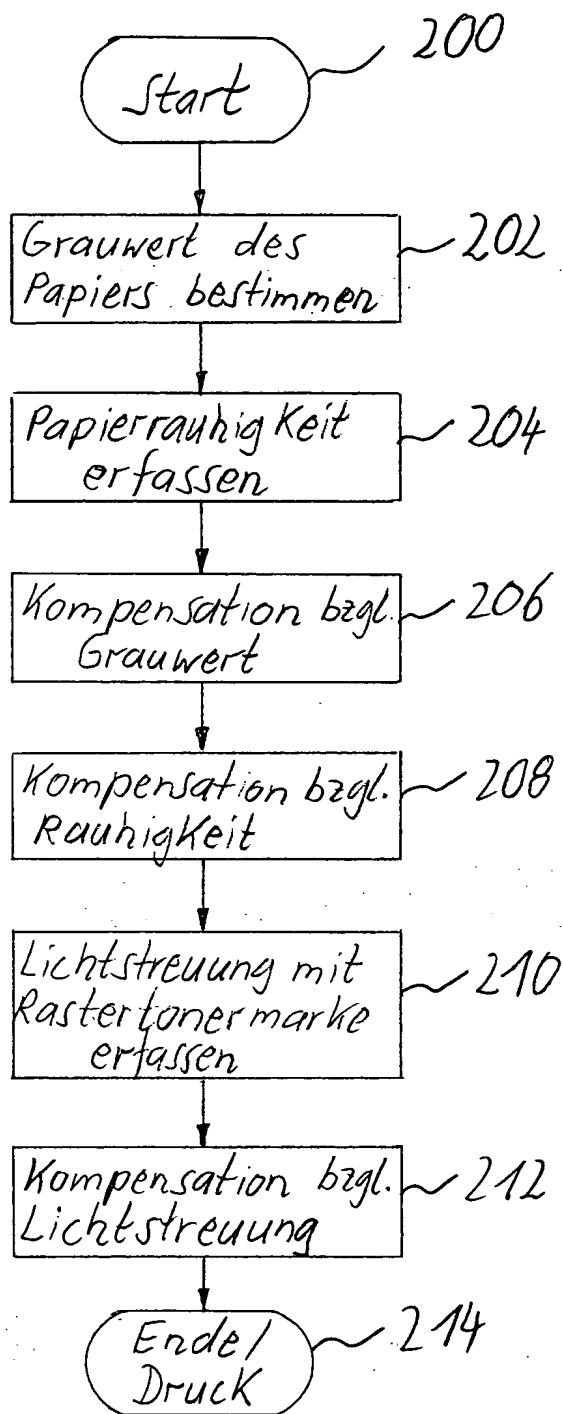 200
Start
Grauwert des
Papiers bestimmen
202
Papierrauhigkeit
erfassen
204
Kompensation bzgl.
Grauwert
206
Kompensation bzgl.
Rauhigkeit
208
Lichtstreuung mit
Rastertonermarke
erfassen
210
Kompensation bzgl.
Lichtstreuung
212
Ende/
Druck
214